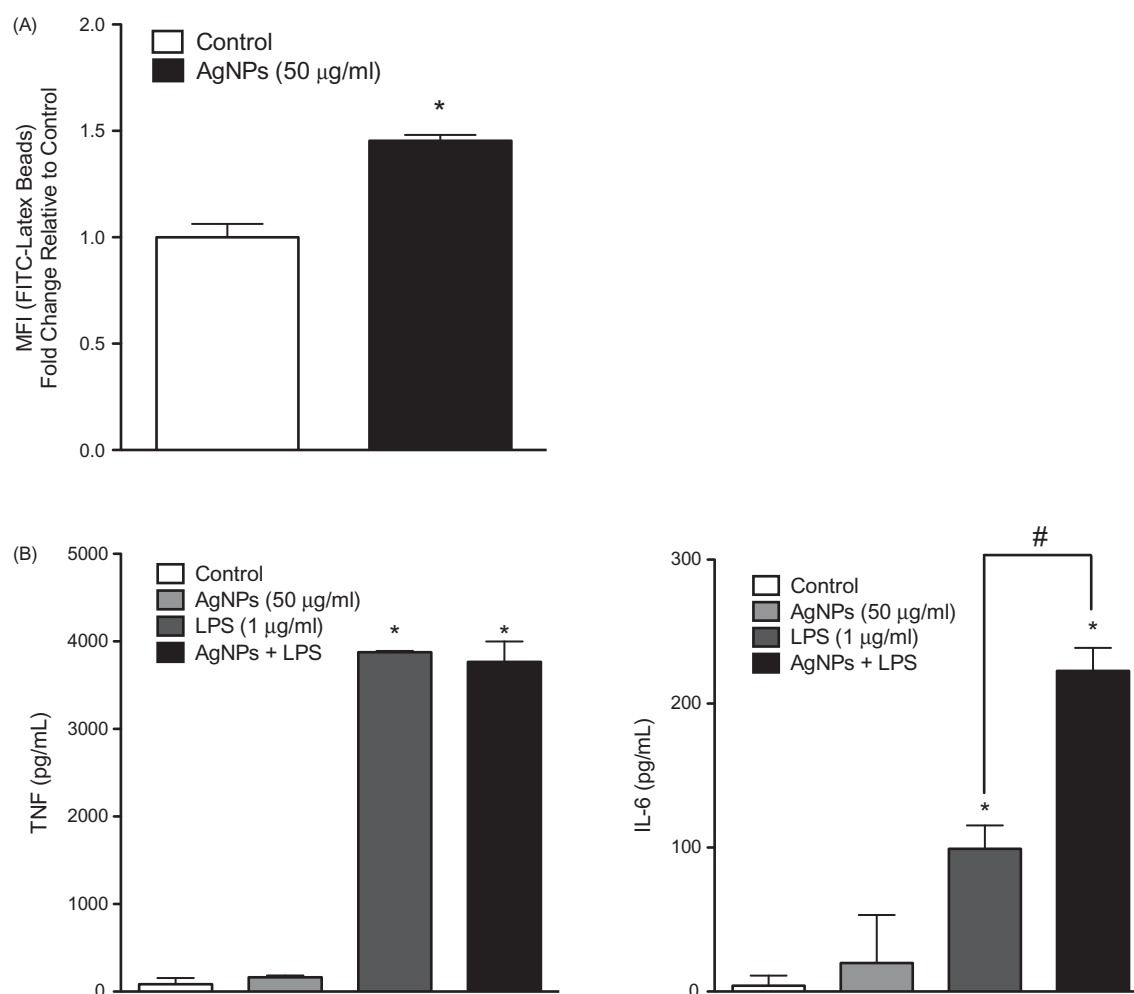 (A)
2.0
1.5
1.0
0.5
0.0
MFI (FITC-Latex Beads)
Fold Change Relative to Control
Control
AgNPs (50 μg/ml)
*
(B)
5000
4000
3000
2000
1000
0
TNF (pg/mL)
Control
AgNPs (50 μg/ml)
LPS (1 μg/ml)
AgNPs + LPS
*
*
300
200
100
0
IL-6 (pg/mL)
Control
AgNPs (50 μg/ml)
LPS (1 μg/ml)
AgNPs + LPS
#
*
*